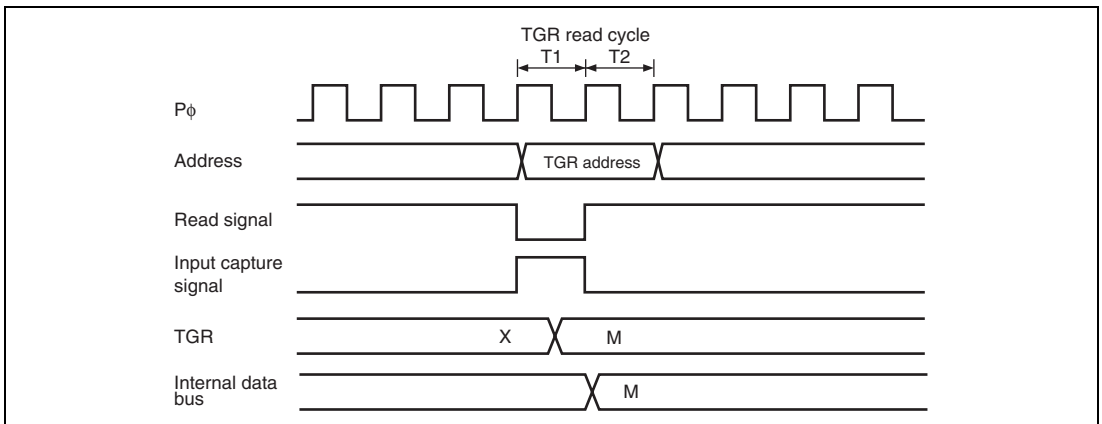 TGR read cycle
T1 T2
Pϕ
Address
TGR address
Read signal
Input capture
signal
TGR
X
M
Internal data
bus
M